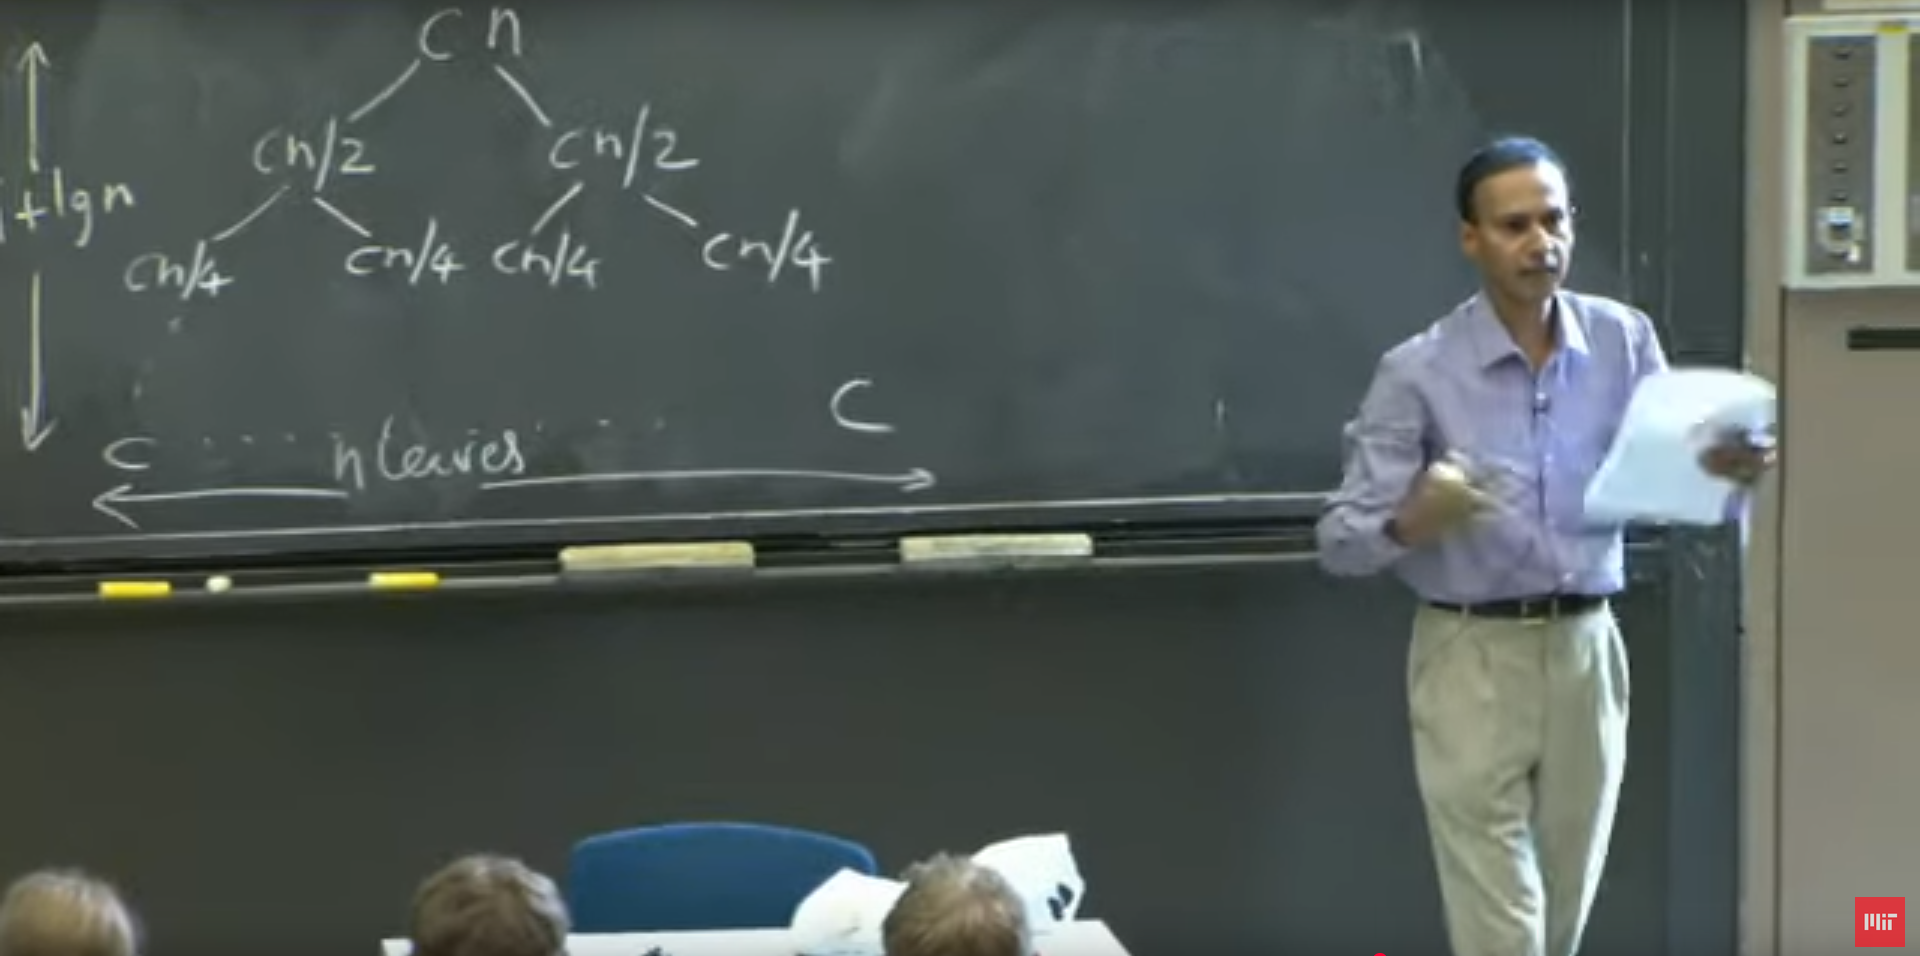 cn
cn/2 cn/2
1+lgn
cn/4 cn/4 cn/4 cn/4
C
C .... n leaves ....
MiT